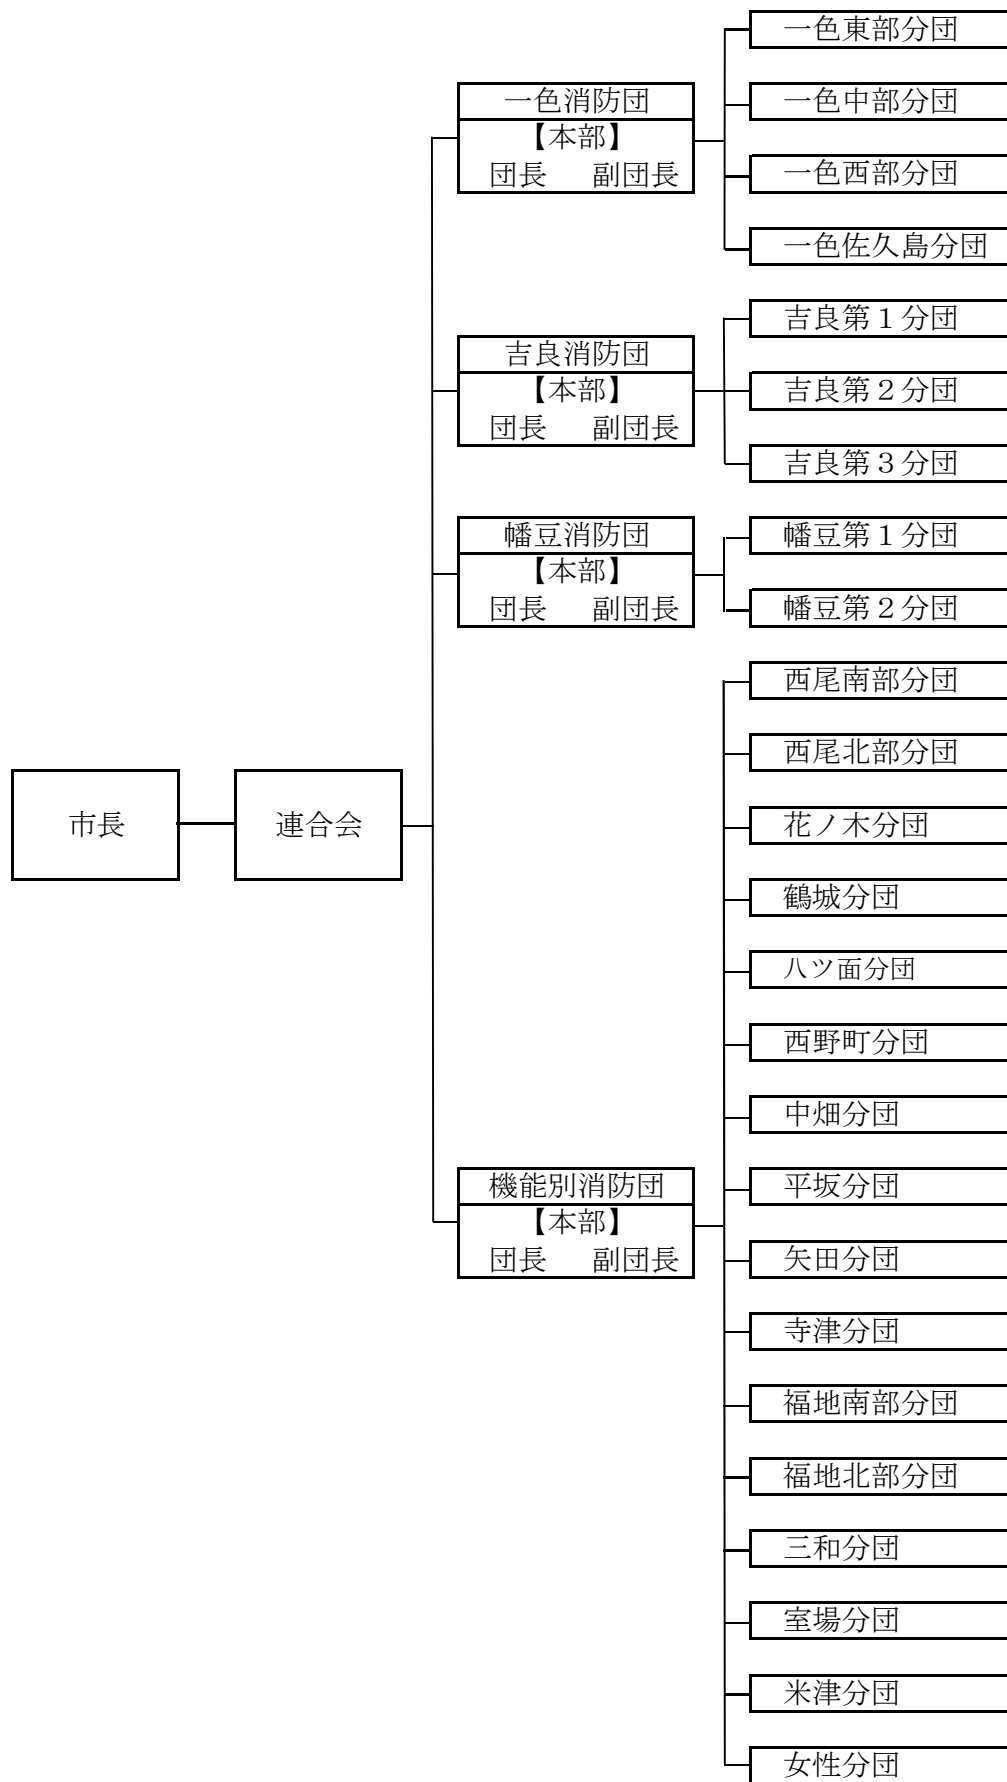 市長
連合会
一色消防団
【本部】
団長 副団長
一色東部分団
一色中部分団
一色西部分団
一色佐久島分団
吉良消防団
【本部】
団長 副団長
吉良第１分団
吉良第２分団
吉良第３分団
幡豆消防団
【本部】
団長 副団長
幡豆第１分団
幡豆第２分団
機能別消防団
【本部】
団長 副団長
西尾南部分団
西尾北部分団
花ノ木分団
鶴城分団
八ツ面分団
西野町分団
中畑分団
平坂分団
矢田分団
寺津分団
福地南部分団
福地北部分団
三和分団
室場分団
米津分団
女性分団